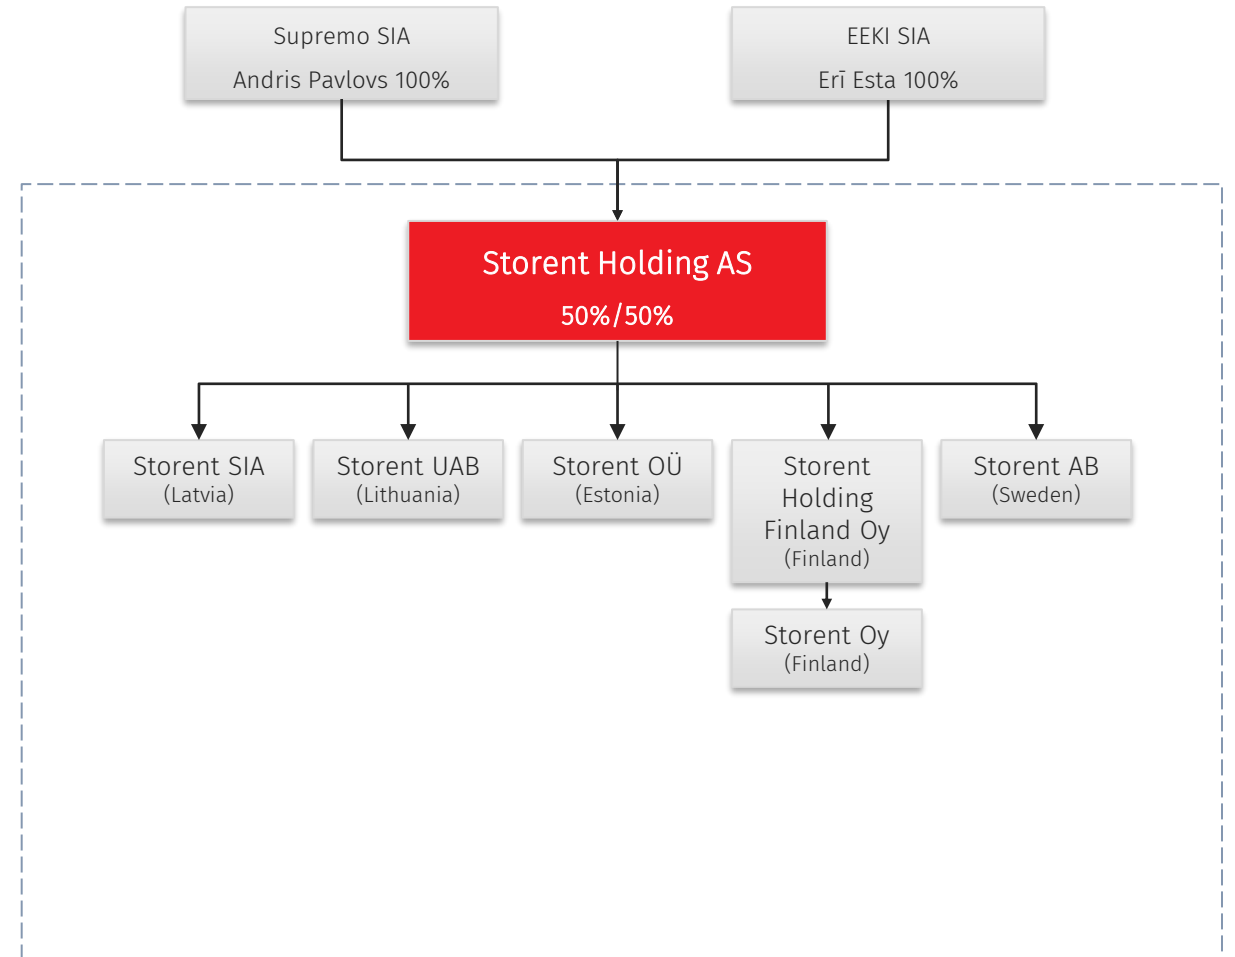 Supremo SIA
Andris Pavlovs 100%
EEKI SIA
Erī Esta 100%
Storent Holding AS
50%/50%
Storent SIA
(Latvia)
Storent UAB
(Lithuania)
Storent OÜ
(Estonia)
Storent
Holding
Finland Oy
(Finland)
Storent AB
(Sweden)
Storent Oy
(Finland)